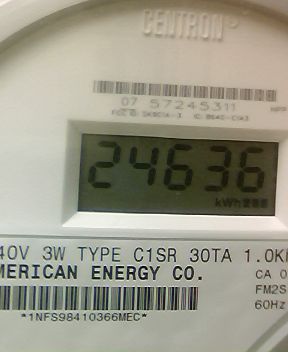 CENTRON
07 57245311
24636
kWh
40V 3W TYPE C1SR 30TA 1.0K
MERICAN ENERGY CO.
CA 0
FM2S
60Hz
*1NFS98410366MEC*